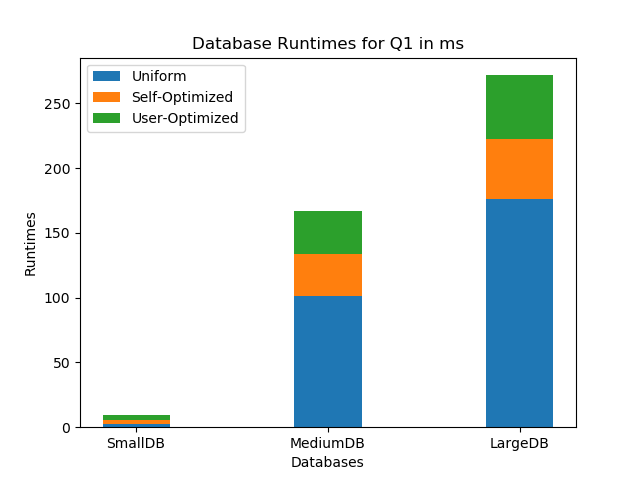 Database Runtimes for Q1 in ms
Uniform
Self-Optimized
User-Optimized
Runtimes
250
200
150
100
50
0
SmallDB
MediumDB
LargeDB
Databases